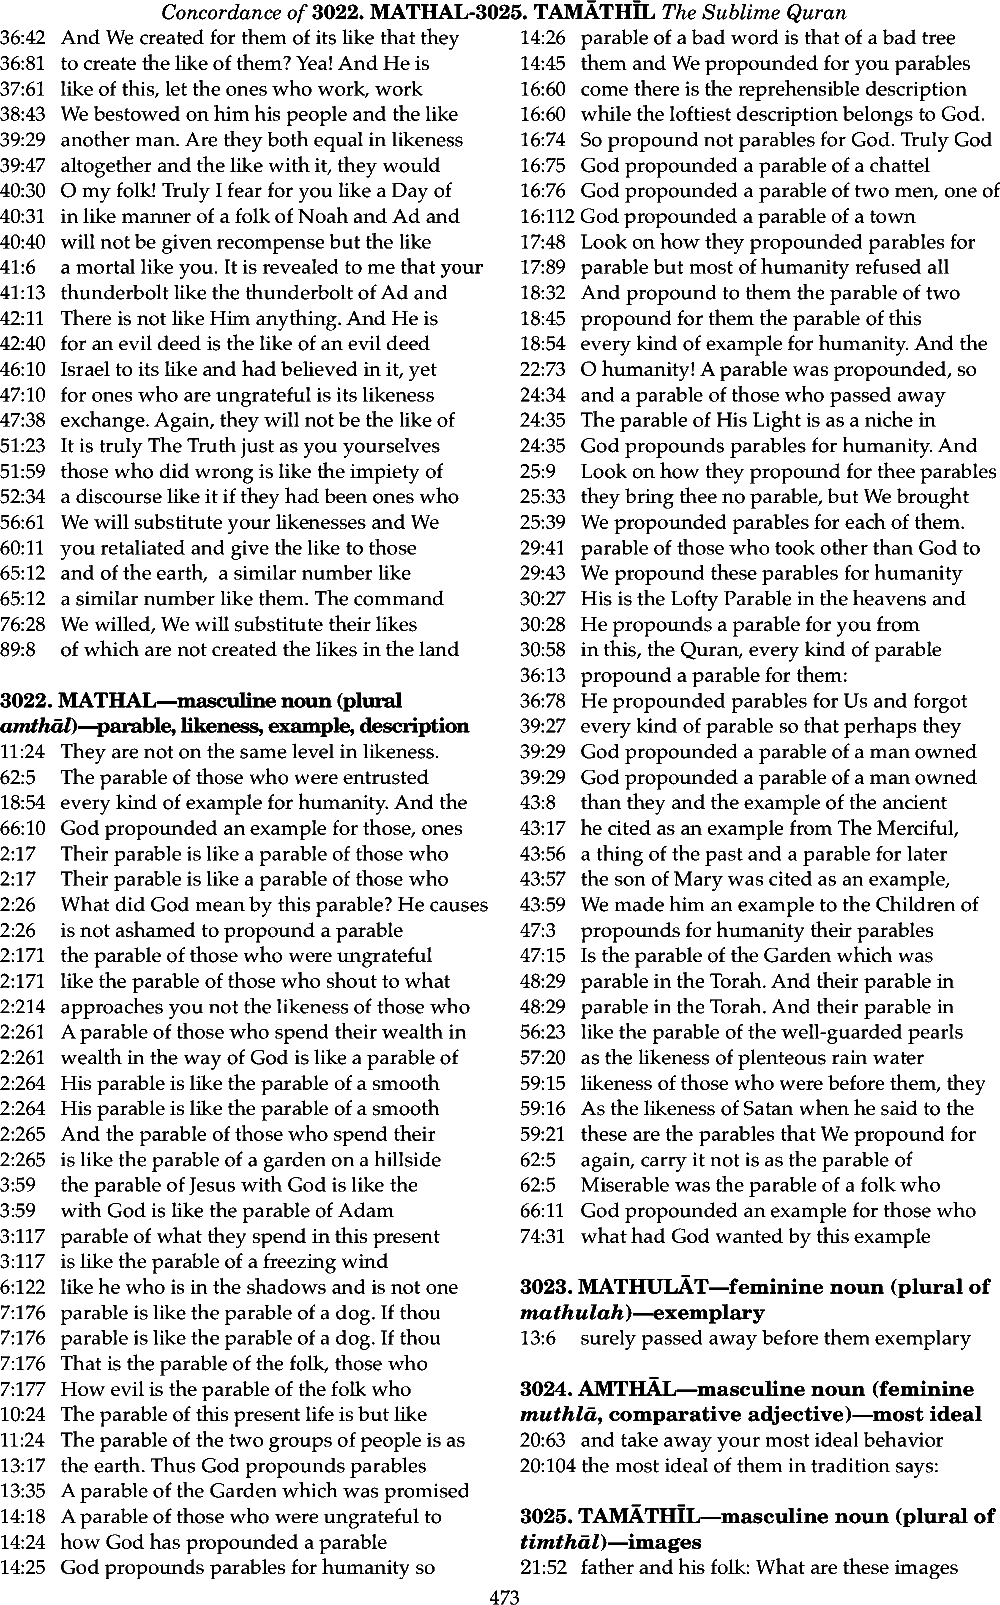 Concordance of 3022. MATHAL-3025. TAMĀTHĪL The Sublime Quran
36:42 And We created for them of its like that they
36:81 to create the like of them? Yea! And He is
37:61 like of this, let the ones who work, work
38:43 We bestowed on him his people and the like
39:29 another man. Are they both equal in likeness
39:47 altogether and the like with it, they would
40:30 O my folk! Truly I fear for you like a Day of
40:31 in like manner of a folk of Noah and Ad and
40:40 will not be given recompense but the like
41:6 a mortal like you. It is revealed to me that your
41:13 thunderbolt like the thunderbolt of Ad and
42:11 There is not like Him anything. And He is
42:40 for an evil deed is the like of an evil deed
46:10 Israel to its like and had believed in it, yet
47:10 for ones who are ungrateful is its likeness
47:38 exchange. Again, they will not be the like of
51:23 It is truly The Truth just as you yourselves
51:59 those who did wrong is like the impiety of
52:34 a discourse like it if they had been ones who
56:61 We will substitute your likenesses and We
60:11 you retaliated and give the like to those
65:12 and of the earth, a similar number like
65:12 a similar number like them. The command
76:28 We willed, We will substitute their likes
89:8 of which are not created the likes in the land
3022. MATHAL—masculine noun (plural
amthāl)—parable, likeness, example, description
11:24 They are not on the same level in likeness.
62:5 The parable of those who were entrusted
18:54 every kind of example for humanity. And the
66:10 God propounded an example for those, ones
2:17 Their parable is like a parable of those who
2:17 Their parable is like a parable of those who
2:26 What did God mean by this parable? He causes
2:26 is not ashamed to propound a parable
2:171 the parable of those who were ungrateful
2:171 like the parable of those who shout to what
2:214 approaches you not the likeness of those who
2:261 A parable of those who spend their wealth in
2:261 wealth in the way of God is like a parable of
2:264 His parable is like the parable of a smooth
2:264 His parable is like the parable of a smooth
2:265 And the parable of those who spend their
2:265 is like the parable of a garden on a hillside
3:59 the parable of Jesus with God is like the
3:59 with God is like the parable of Adam
3:117 parable of what they spend in this present
3:117 is like the parable of a freezing wind
6:122 like he who is in the shadows and is not one
7:176 parable is like the parable of a dog. If thou
7:176 parable is like the parable of a dog. If thou
7:176 That is the parable of the folk, those who
7:177 How evil is the parable of the folk who
10:24 The parable of this present life is but like
11:24 The parable of the two groups of people is as
13:17 the earth. Thus God propounds parables
13:35 A parable of the Garden which was promised
14:18 A parable of those who were ungrateful to
14:24 how God has propounded a parable
14:25 God propounds parables for humanity so
14:26 parable of a bad word is that of a bad tree
14:45 them and We propounded for you parables
16:60 come there is the reprehensible description
16:60 while the loftiest description belongs to God.
16:74 So propound not parables for God. Truly God
16:75 God propounded a parable of a chattel
16:76 God propounded a parable of two men, one of
16:112 God propounded a parable of a town
17:48 Look on how they propounded parables for
17:89 parable but most of humanity refused all
18:32 And propound to them the parable of two
18:45 propound for them the parable of this
18:54 every kind of example for humanity. And the
22:73 O humanity! A parable was propounded, so
24:34 and a parable of those who passed away
24:35 The parable of His Light is as a niche in
24:35 God propounds parables for humanity. And
25:9 Look on how they propound for thee parables
25:33 they bring thee no parable, but We brought
25:39 We propounded parables for each of them.
29:41 parable of those who took other than God to
29:43 We propound these parables for humanity
30:27 His is the Lofty Parable in the heavens and
30:28 He propounds a parable for you from
30:58 in this, the Quran, every kind of parable
36:13 propound a parable for them:
36:78 He propounded parables for Us and forgot
39:27 every kind of parable so that perhaps they
39:29 God propounded a parable of a man owned
39:29 God propounded a parable of a man owned
43:8 than they and the example of the ancient
43:17 he cited as an example from The Merciful,
43:56 a thing of the past and a parable for later
43:57 the son of Mary was cited as an example,
43:59 We made him an example to the Children of
47:3 propounds for humanity their parables
47:15 Is the parable of the Garden which was
48:29 parable in the Torah. And their parable in
48:29 parable in the Torah. And their parable in
56:23 like the parable of the well-guarded pearls
57:20 as the likeness of plenteous rain water
59:15 likeness of those who were before them, they
59:16 As the likeness of Satan when he said to the
59:21 these are the parables that We propound for
62:5 again, carry it not is as the parable of
62:5 Miserable was the parable of a folk who
66:11 God propounded an example for those who
74:31 what had God wanted by this example
3023. MATHULĀT—feminine noun (plural of
mathulah)—exemplary
13:6 surely passed away before them exemplary
3024. AMTHĀL—masculine noun (feminine
muthlā, comparative adjective)—most ideal
20:63 and take away your most ideal behavior
20:104 the most ideal of them in tradition says:
3025. TAMĀTHĪL—masculine noun (plural of
timthāl)—images
21:52 father and his folk: What are these images
473